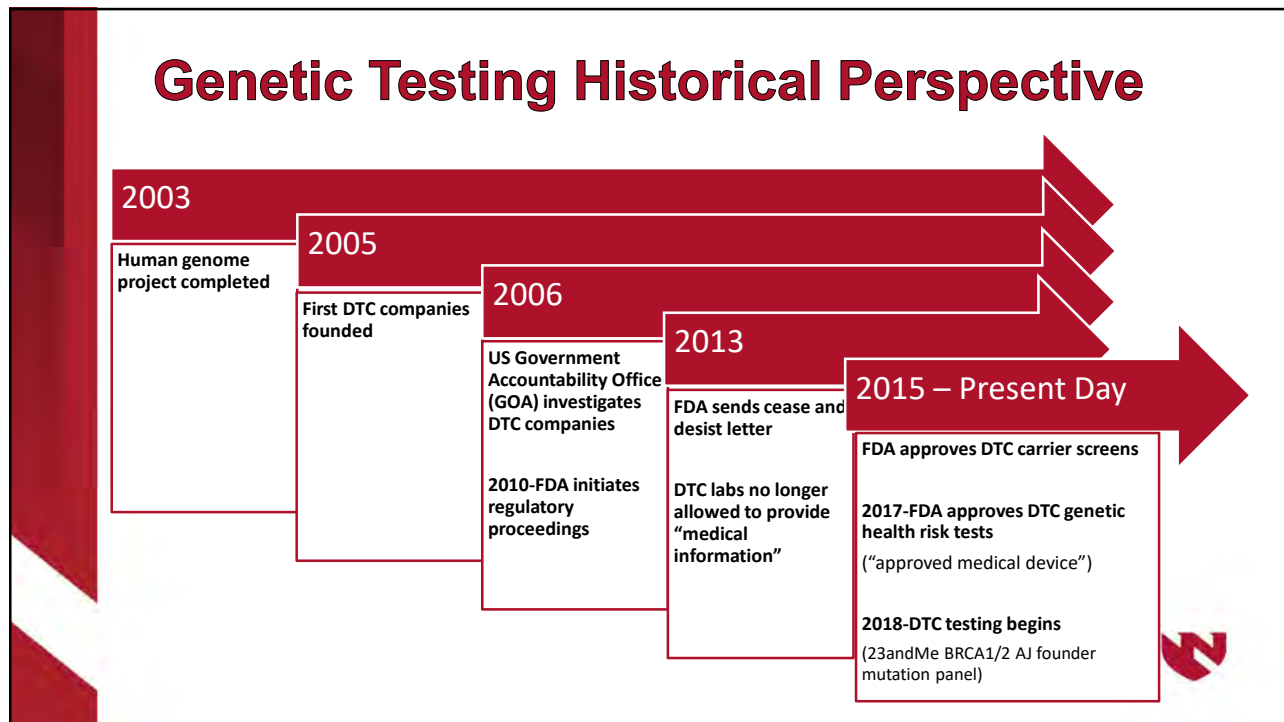 Genetic Testing Historical Perspective
2003
Human genome
project completed
2005
First DTC companies
founded
2006
US Government
Accountability Office
(GOA) investigates
DTC companies
2010-FDA initiates
regulatory
proceedings
2013
FDA sends cease and
desist letter
DTC labs no longer
allowed to provide
“medical
information”
2015 – Present Day
FDA approves DTC carrier screens
2017-FDA approves DTC genetic
health risk tests
(“approved medical device”)
2018-DTC testing begins
(23andMe BRCA1/2 AJ founder
mutation panel)